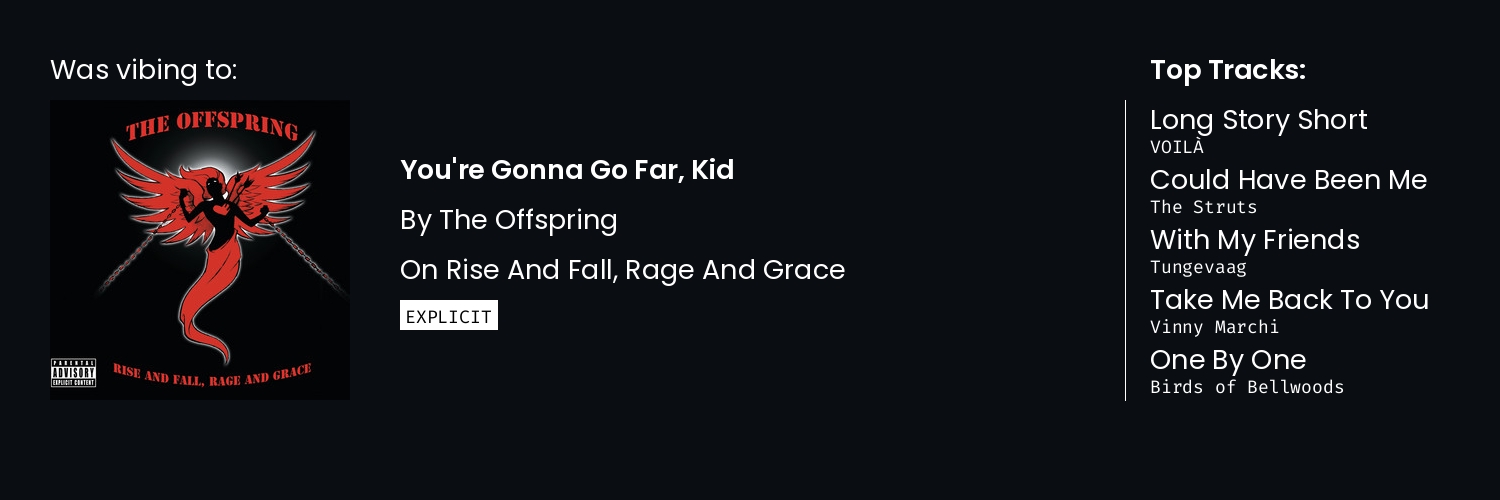 Was vibing to:
THE OFFSPRING
PARENTAL
ADVISORY
EXPLICIT CONTENT
RISE AND FALL, RAGE AND GRACE
You're Gonna Go Far, Kid
By The Offspring
On Rise And Fall, Rage And Grace
EXPLICIT
Top Tracks:
Long Story Short
VOILÀ
Could Have Been Me
The Struts
With My Friends
Tungevaag
Take Me Back To You
Vinny Marchi
One By One
Birds of Bellwoods